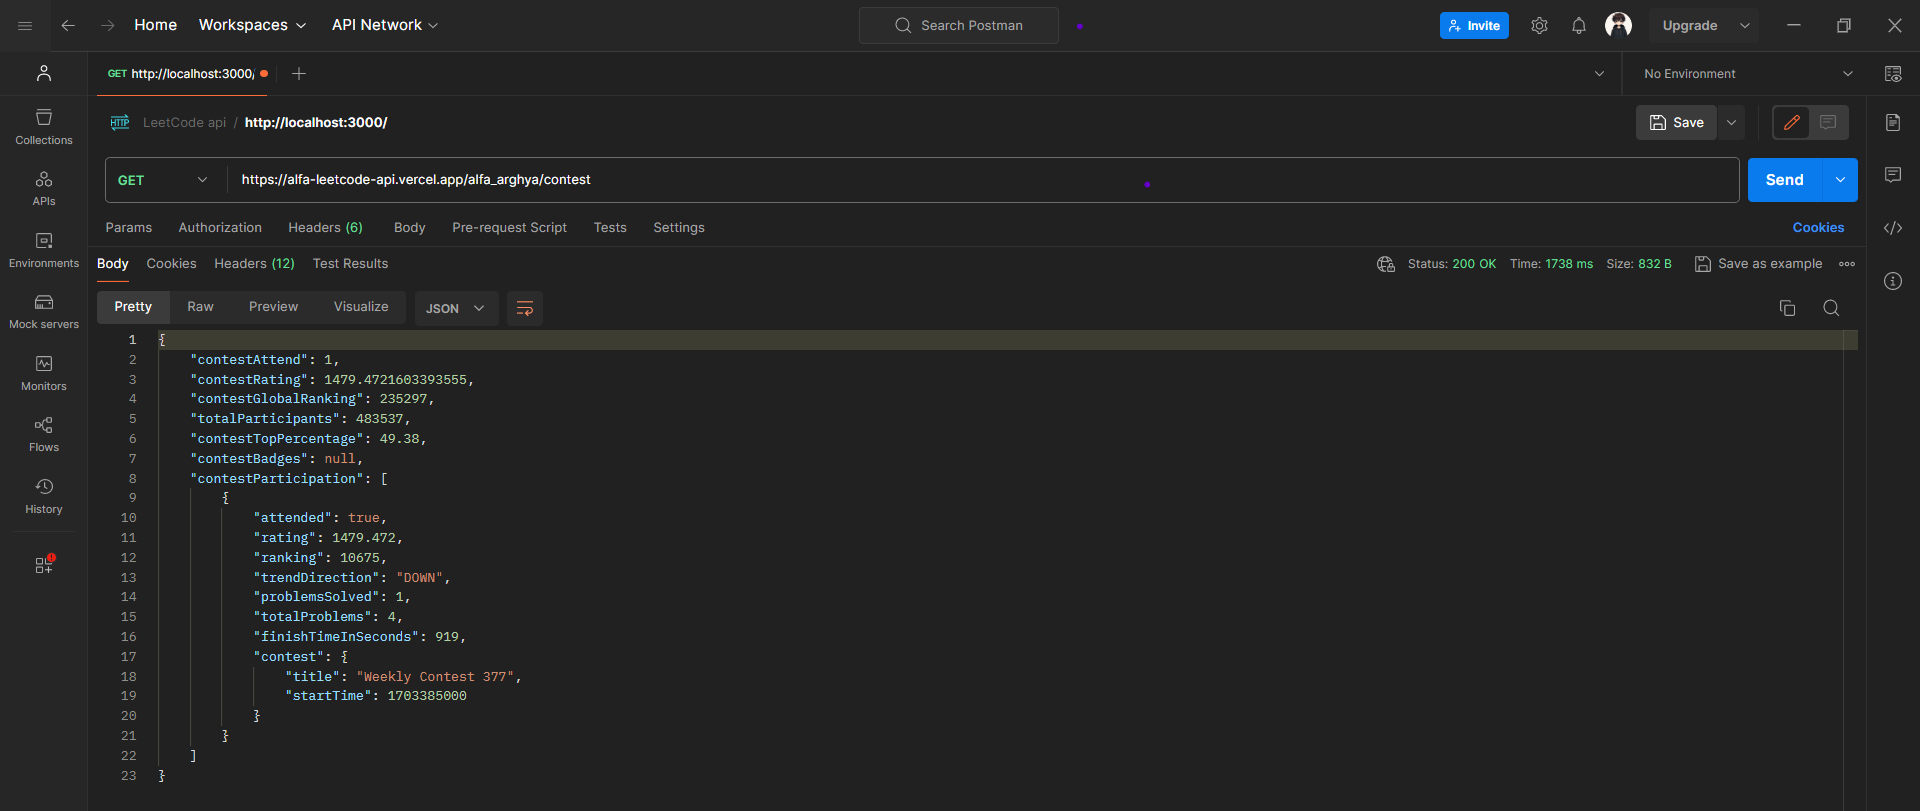 Home Workspaces API Network Search Postman Invite Upgrade
GET http://localhost:3000/ No Environment
LeetCode api / http://localhost:3000/ Save
HTTP
GET https://alfa-leetcode-api.vercel.app/alfa_arghya/contest Send
Params Authorization Headers (6) Body Pre-request Script Tests Settings Cookies
Body Cookies Headers (12) Test Results Status: 200 OK Time: 1738 ms Size: 832 B Save as example
Pretty Raw Preview Visualize JSON
Collections
APIs
Environments
Mock servers
Monitors
Flows
History
1 {
2 "contestAttend": 1,
3 "contestRating": 1479.4721603393555,
4 "contestGlobalRanking": 235297,
5 "totalParticipants": 483537,
6 "contestTopPercentage": 49.38,
7 "contestBadges": null,
8 "contestParticipation": [
9 {
10 "attended": true,
11 "rating": 1479.472,
12 "ranking": 10675,
13 "trendDirection": "DOWN",
14 "problemsSolved": 1,
15 "totalProblems": 4,
16 "finishTimeInSeconds": 919,
17 "contest": {
18 "title": "Weekly Contest 377",
19 "startTime": 1703385000
20 }
21 }
22 ]
23 }